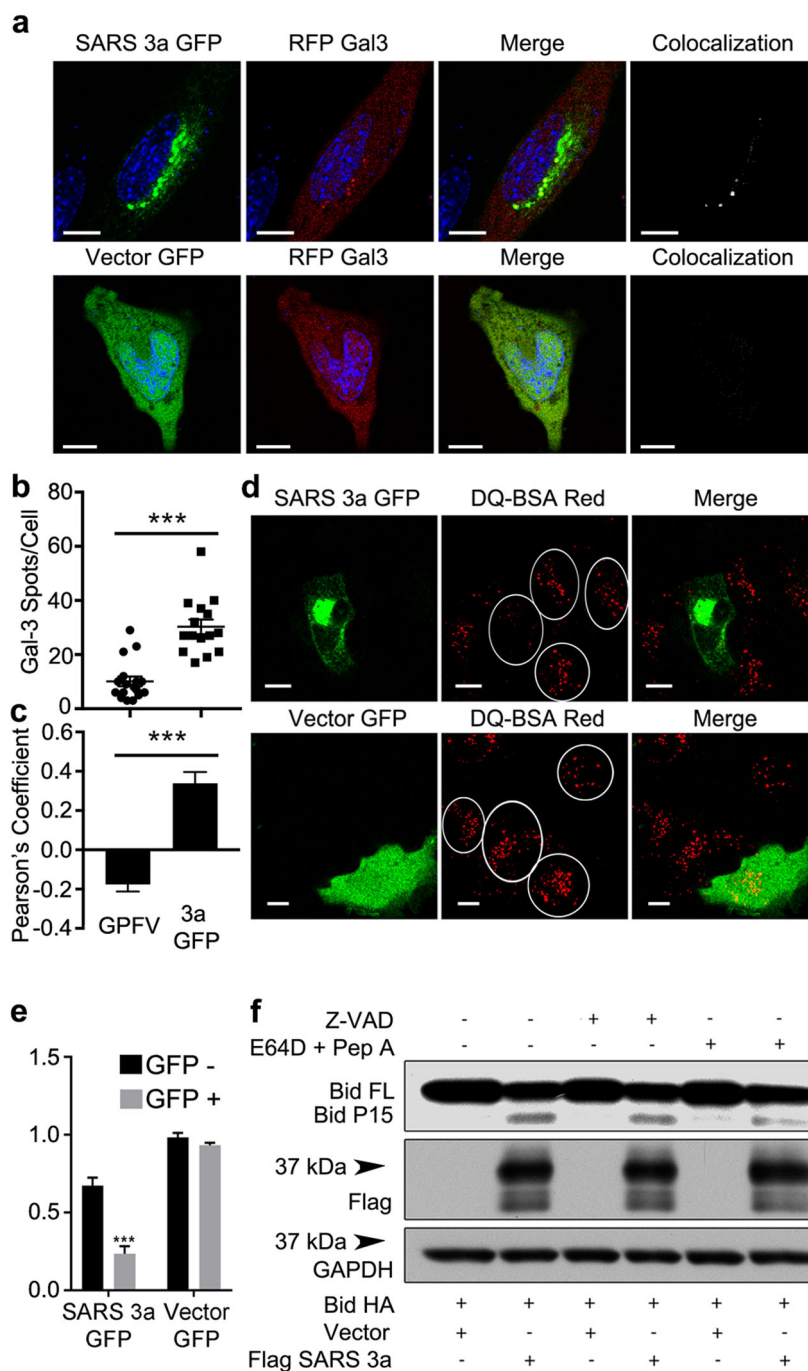 a
SARS 3a GFP RFP Gal3 Merge Colocalization
Vector GFP RFP Gal3 Merge Colocalization
b
Gal-3 Spots/Cell
80
60
40
20
0
***
c
Pearson's Coefficient
0.6
0.4
0.2
0.0
-0.2
-0.4
***
GPFV 3a
GFP
d
SARS 3a GFP DQ-BSA Red Merge
Vector GFP DQ-BSA Red Merge
e
1.5
1.0
0.5
0.0
GFP -
GFP +
***
SARS 3a Vector
GFP GFP
f
Z-VAD - - + + - -
E64D + Pep A - - - - + +
Bid FL
Bid P15
37 kDa
Flag
37 kDa
GAPDH
Bid HA + + + + + +
Vector + - + - + -
Flag SARS 3a - + - + - +